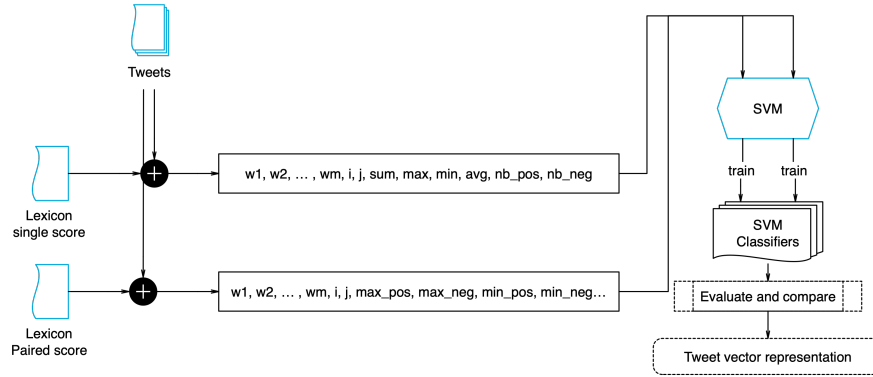 Tweets
w1, w2, ... , wm, i, j, sum, max, min, avg, nb_pos, nb_neg
Lexicon
single score
w1, w2, ... , wm, i, j, max_pos, max_neg, min_pos, min_neg...
Lexicon
Paired score
SVM
train
train
SVM
Classifiers
Evaluate and compare
Tweet vector representation